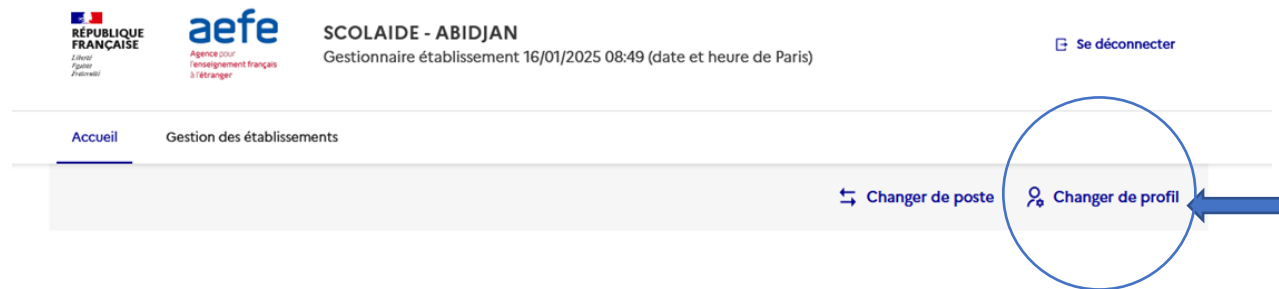 RÉPUBLIQUE
FRANÇAISE
Liberté
Égalité
Fraternité
aefe
Agence pour
l'enseignement français
à l'étranger
SCOLAIDE - ABIDJAN
Gestionnaire établissement 16/01/2025 08:49 (date et heure de Paris)
Se déconnecter
Accueil Gestion des établissements
Changer de poste Changer de profil